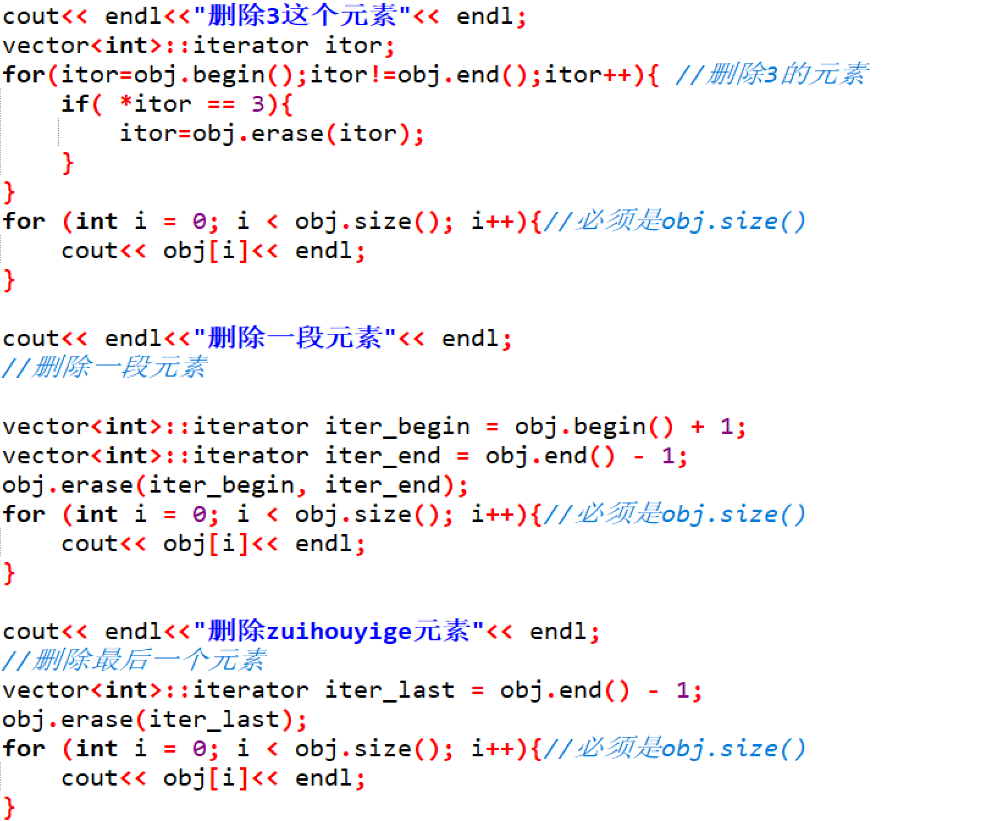 cout<< endl<<"删除3这个元素"<< endl;
vector<int>::iterator itor;
for(itor=obj.begin();itor!=obj.end();itor++){ //删除3的元素
    if( *itor == 3){
        itor=obj.erase(itor);
    }
}
for (int i = 0; i < obj.size(); i++){//必须是obj.size()
    cout<< obj[i]<< endl;
}

cout<< endl<<"删除一段元素"<< endl;
//删除一段元素

vector<int>::iterator iter_begin = obj.begin() + 1;
vector<int>::iterator iter_end = obj.end() - 1;
obj.erase(iter_begin, iter_end);
for (int i = 0; i < obj.size(); i++){//必须是obj.size()
    cout<< obj[i]<< endl;
}

cout<< endl<<"删除zuihouyige元素"<< endl;
//删除最后一个元素
vector<int>::iterator iter_last = obj.end() - 1;
obj.erase(iter_last);
for (int i = 0; i < obj.size(); i++){//必须是obj.size()
    cout<< obj[i]<< endl;
}